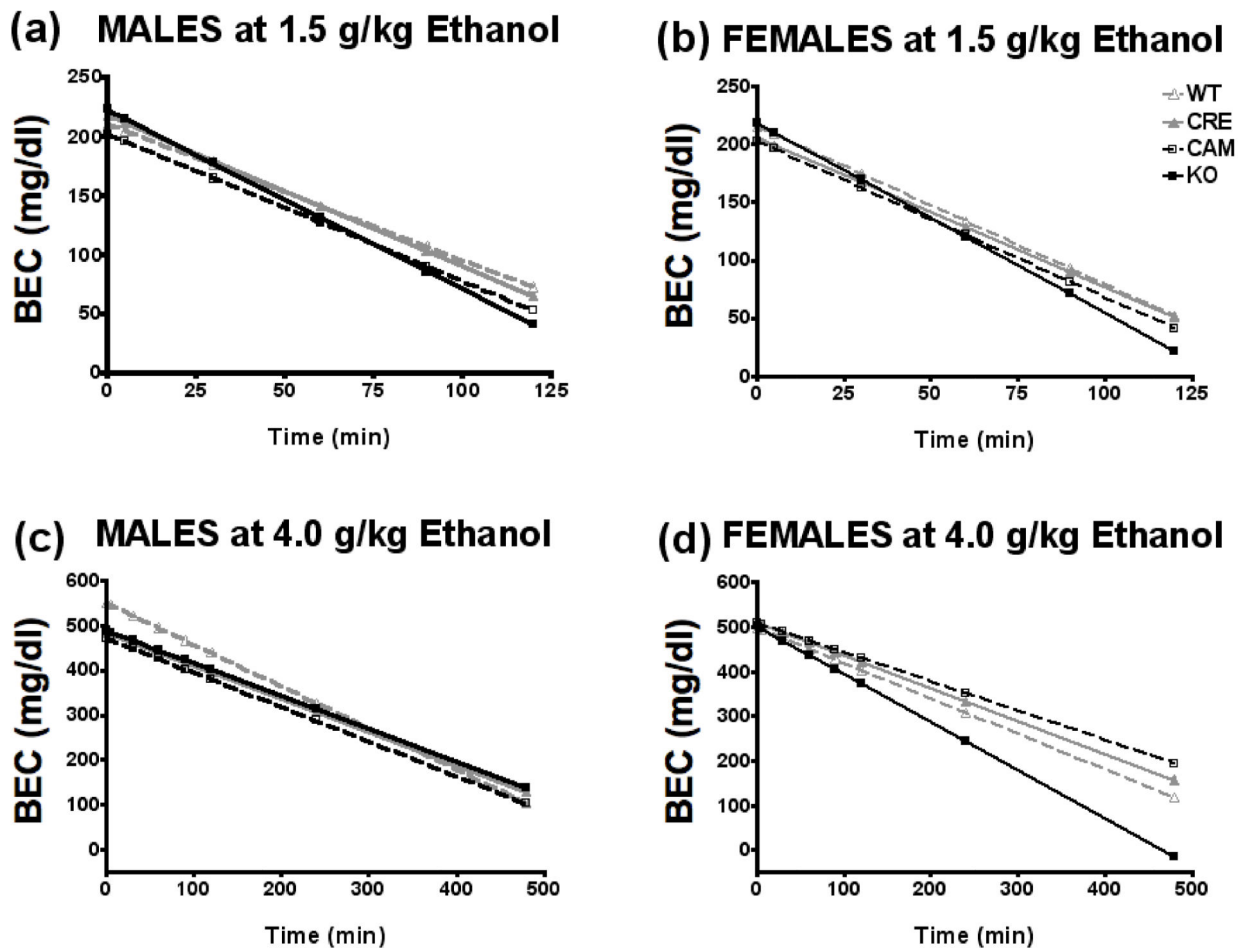 (a) MALES at 1.5 g/kg Ethanol
BEC (mg/dl)
250
200
150
100
50
0
0 25 50 75 100 125
Time (min)
(b) FEMALES at 1.5 g/kg Ethanol
WT
CRE
CAM
KO
BEC (mg/dl)
250
200
150
100
50
0
0 25 50 75 100 125
Time (min)
(c) MALES at 4.0 g/kg Ethanol
BEC (mg/dl)
600
500
400
300
200
100
0
0 100 200 300 400 500
Time (min)
(d) FEMALES at 4.0 g/kg Ethanol
BEC (mg/dl)
600
500
400
300
200
100
0
0 100 200 300 400 500
Time (min)